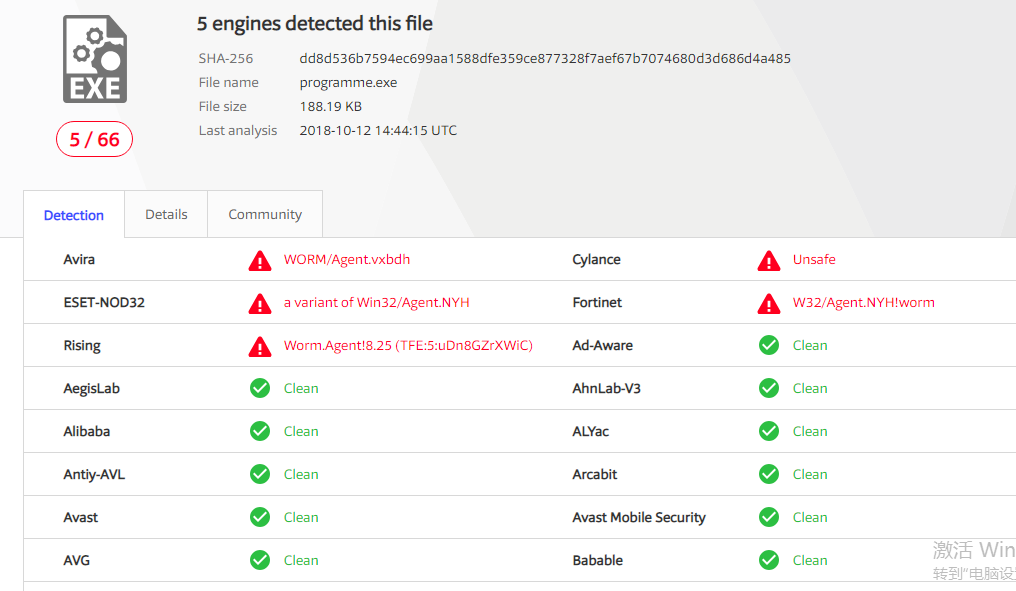 5 engines detected this file
EXE
SHA-256 dd8d536b7594ec699aa1588dfe359ce877328f7aef67b7074680d3d686d4a485
File name programme.exe
File size 188.19 KB
5 / 66
Last analysis 2018-10-12 14:44:15 UTC
Detection Details Community
Avira WORM/Agent.vxbdh Cylance Unsafe
ESET-NOD32 a variant of Win32/Agent.NYH Fortinet W32/Agent.NYH!worm
Rising Worm.Agent!8.25 (TFE:5:uDn8GZrXWiC) Ad-Aware Clean
AegisLab Clean AhnLab-V3 Clean
Alibaba Clean ALYac Clean
Antiy-AVL Clean Arcabit Clean
Avast Clean Avast Mobile Security Clean
AVG Clean Babable Clean
激活 Win
转到"电脑设